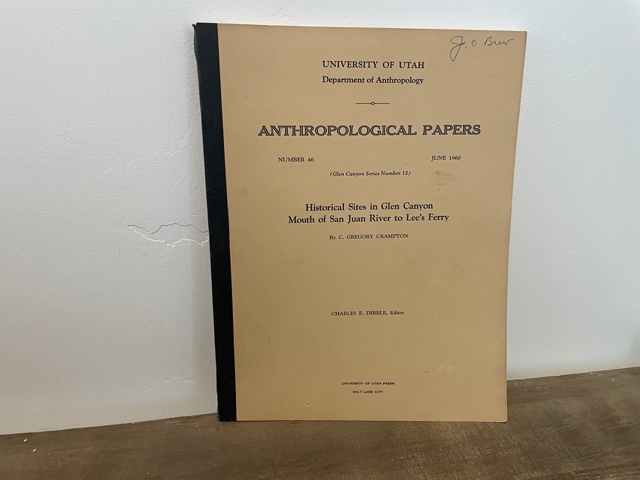 J. O. Brew
UNIVERSITY OF UTAH
Department of Anthropology
ANTHROPOLOGICAL PAPERS
NUMBER 46 JUNE 1960
(Glen Canyon Series Number 12)
Historical Sites in Glen Canyon
Mouth of San Juan River to Lee's Ferry
By C. GREGORY CRAMPTON
CHARLES E. DIBBLE, Editor
UNIVERSITY OF UTAH PRESS
SALT LAKE CITY